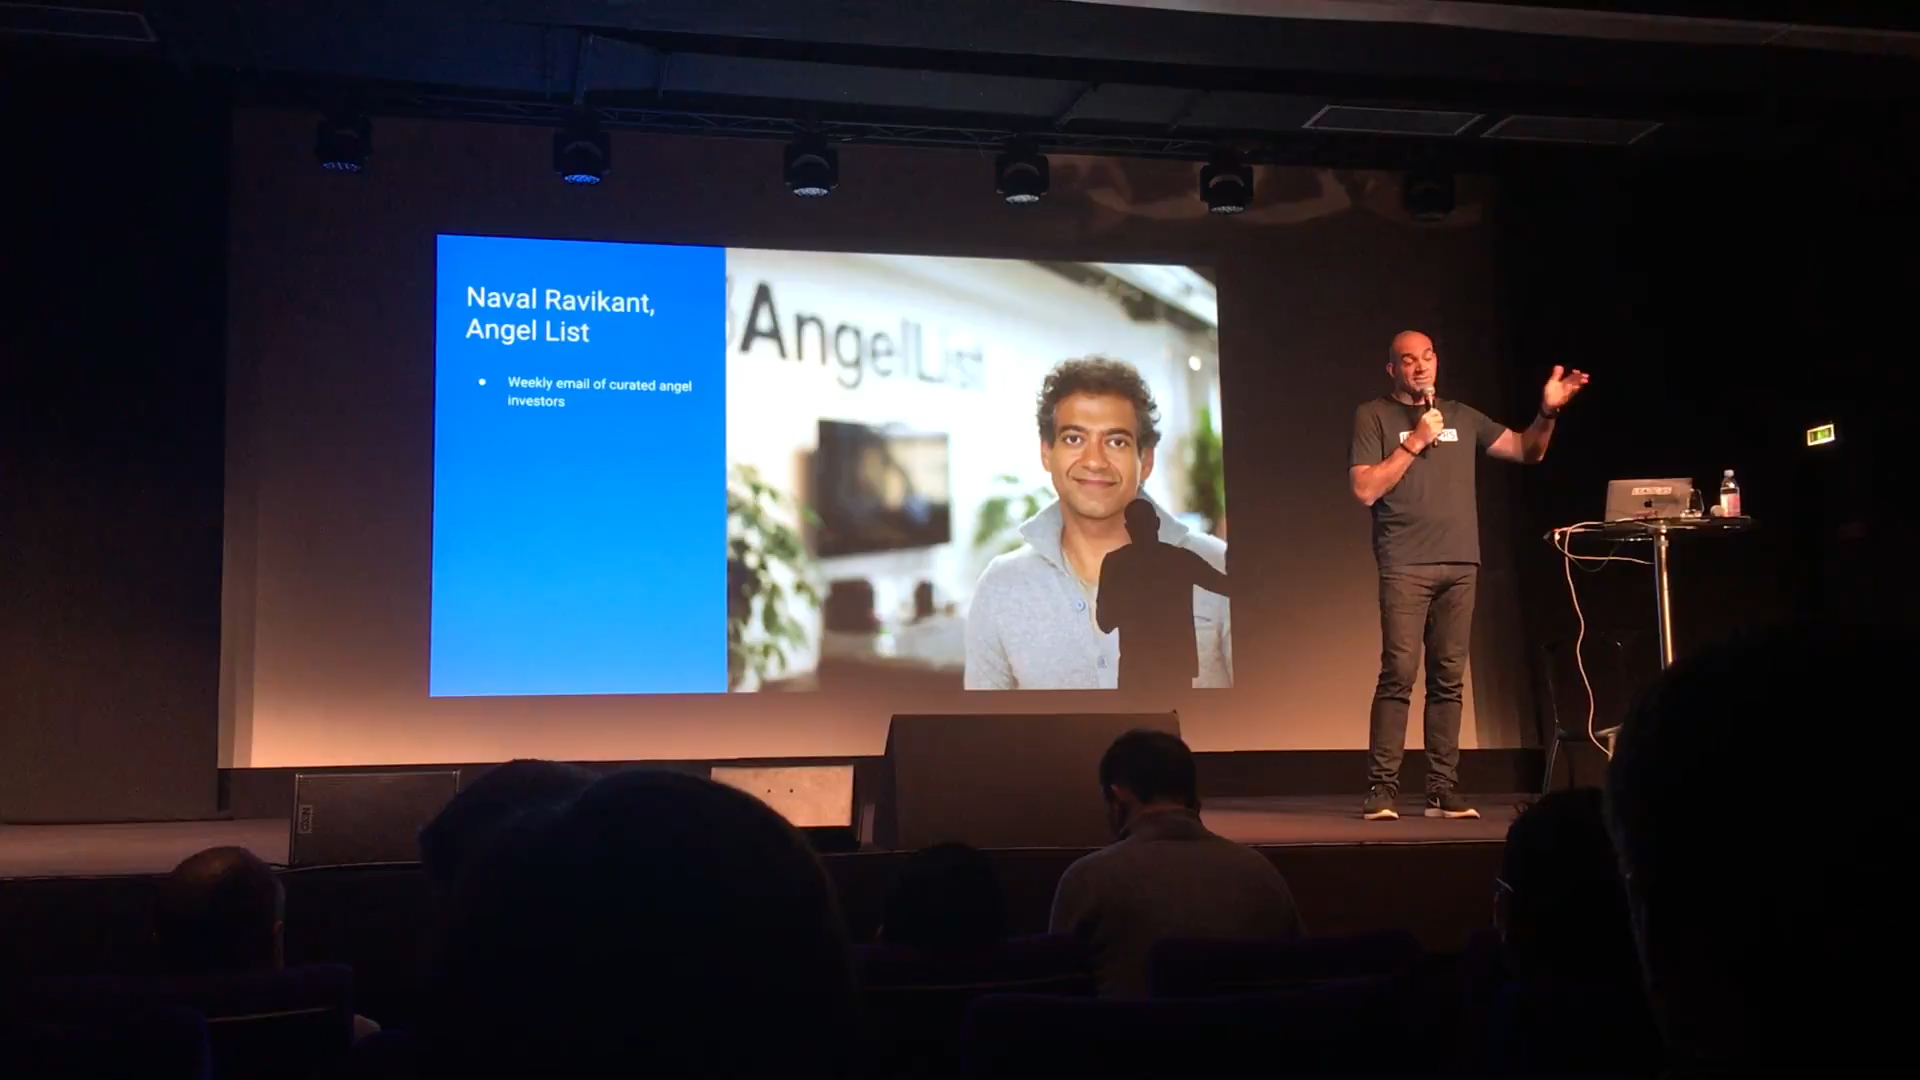 Naval Ravikant,
Angel List
● Weekly email of curated angel
investors
AngelList